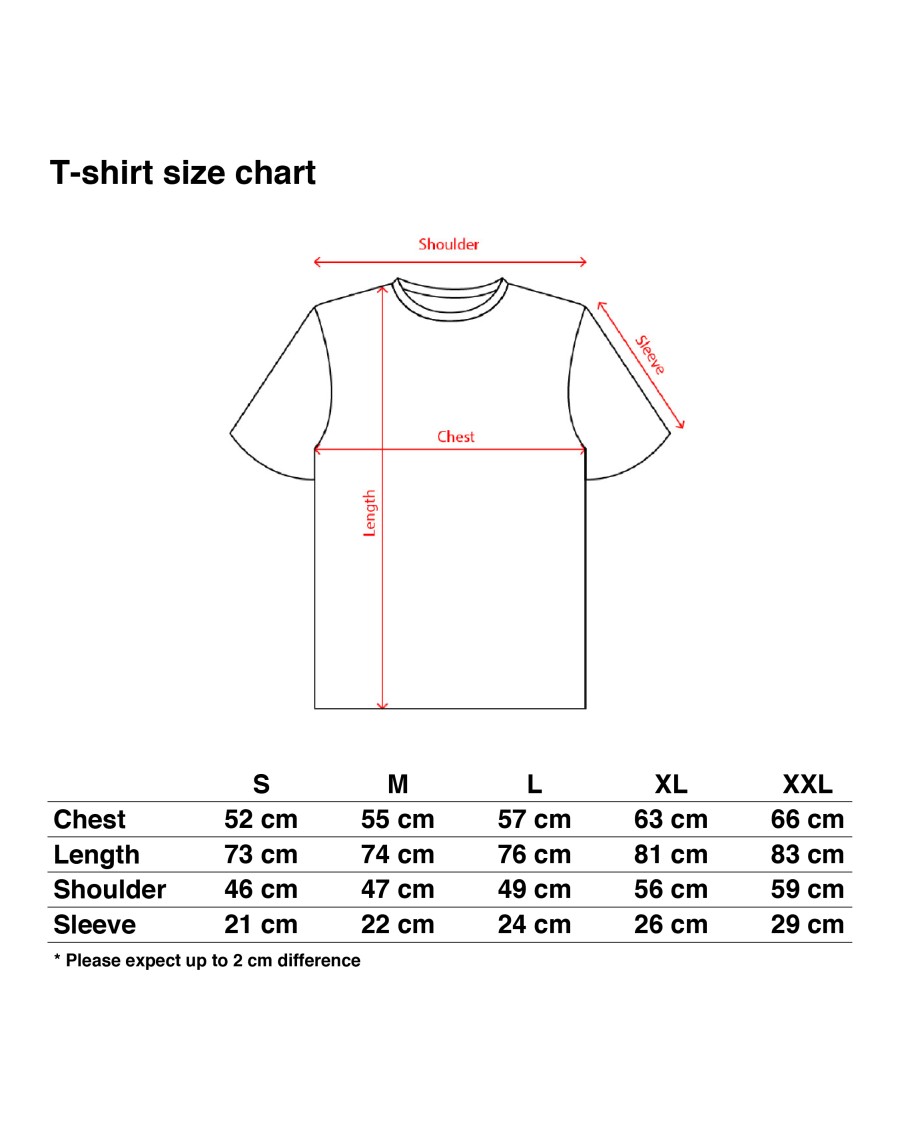 T-shirt size chart
Shoulder
Sleeve
Chest
Length
S M L XL XXL
Chest 52 cm 55 cm 57 cm 63 cm 66 cm
Length 73 cm 74 cm 76 cm 81 cm 83 cm
Shoulder 46 cm 47 cm 49 cm 56 cm 59 cm
Sleeve 21 cm 22 cm 24 cm 26 cm 29 cm
* Please expect up to 2 cm difference